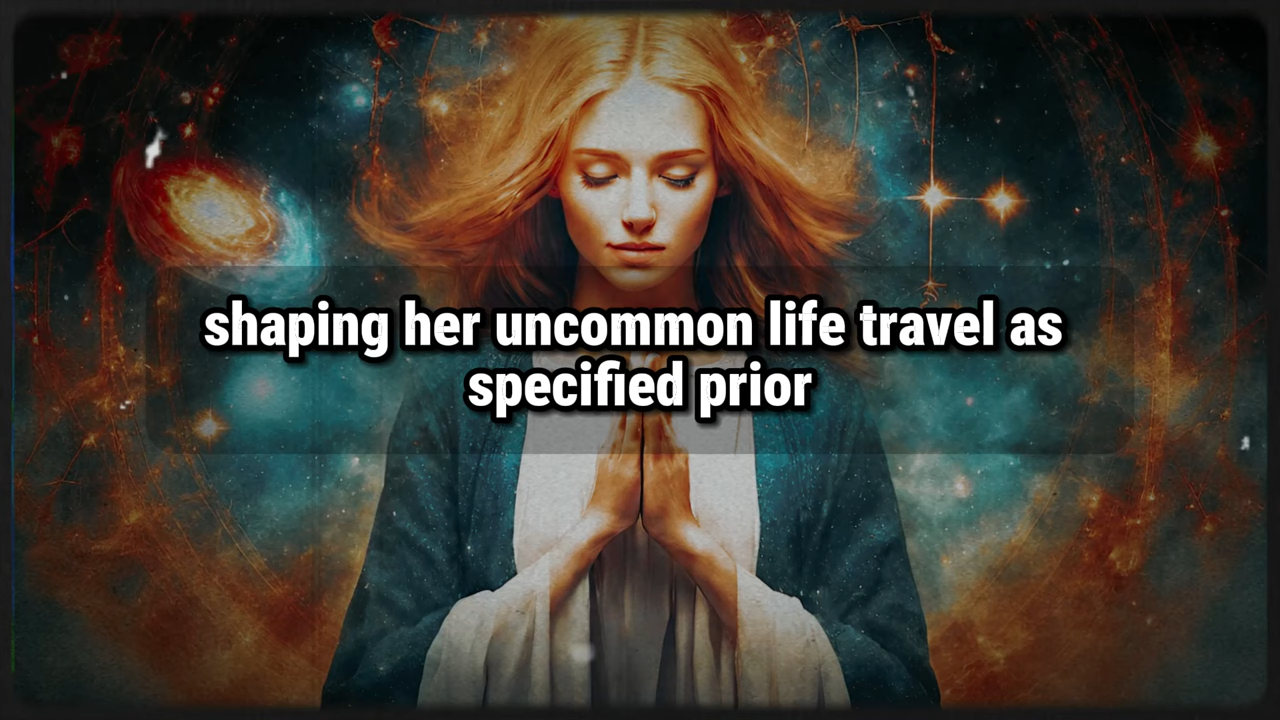 shaping her uncommon life travel as
specified prior